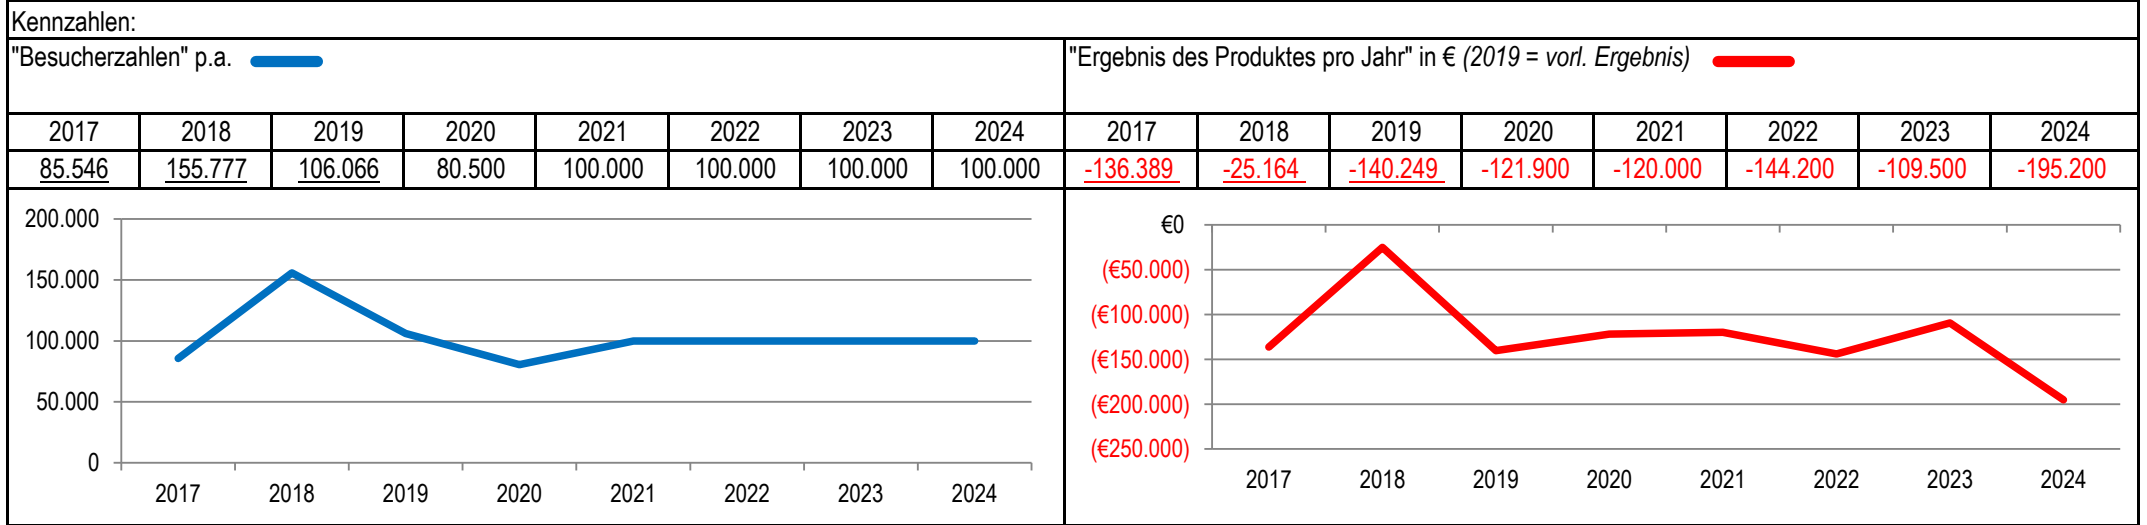 Kennzahlen:
"Besucherzahlen" p.a.
"Ergebnis des Produktes pro Jahr" in € (2019 = vorl. Ergebnis)
2017 2018 2019 2020 2021 2022 2023 2024 2017 2018 2019 2020 2021 2022 2023 2024
85.546 155.777 106.066 80.500 100.000 100.000 100.000 100.000 -136.389 -25.164 -140.249 -121.900 -120.000 -144.200 -109.500 -195.200
200.000
150.000
100.000
50.000
0
2017 2018 2019 2020 2021 2022 2023 2024
€0
(€50.000)
(€100.000)
(€150.000)
(€200.000)
(€250.000)
2017 2018 2019 2020 2021 2022 2023 2024